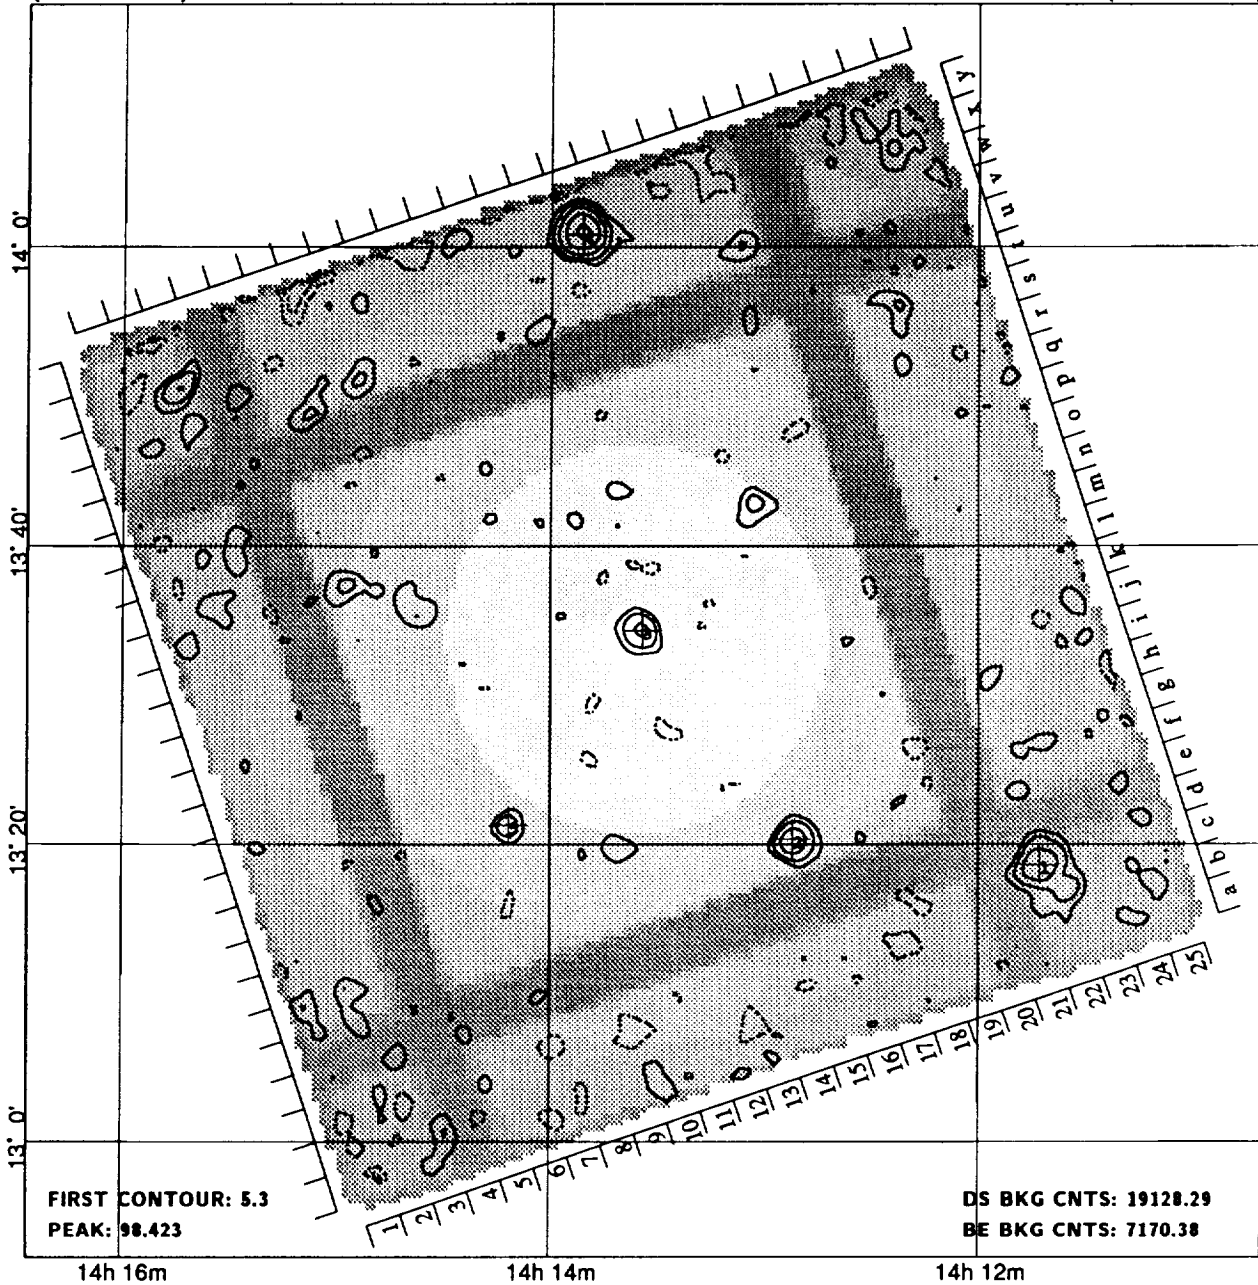 14° 0'
13° 40'
13° 20'
13° 0'
a b c d e f g h i j k l m n o p q r s t u v w x y
1 2 3 4 5 6 7 8 9 10 11 12 13 14 15 16 17 18 19 20 21 22 23 24 25
FIRST CONTOUR: 5.3
PEAK: 98.423
DS BKG CNTS: 19128.29
BE BKG CNTS: 7170.38
14h 16m
14h 14m
14h 12m